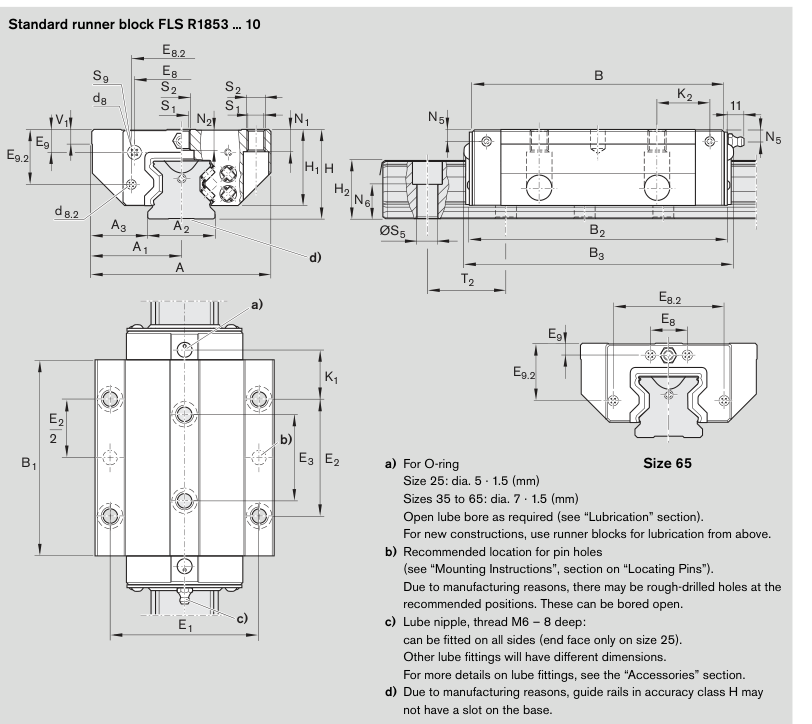 Standard runner block FLS R1853 ... 10
E8.2
E8
S9
d8
S2
S1
S2
S1
V1
N2
N1
E9
E9.2
H1
H
d8.2
A3
A2
A1
A
d)
B
K2
11
N5
N5
H2
N6
ØS5
B2
B3
T2
a)
K1
E2
2
b)
B1
E3
E2
c)
E1
E8.2
E8
E9
E9.2
Size 65
a) For O-ring
Size 25: dia. 5 · 1.5 (mm)
Sizes 35 to 65: dia. 7 · 1.5 (mm)
Open lube bore as required (see “Lubrication” section).
For new constructions, use runner blocks for lubrication from above.
b) Recommended location for pin holes
(see “Mounting Instructions”, section on “Locating Pins”).
Due to manufacturing reasons, there may be rough-drilled holes at the
recommended positions. These can be bored open.
c) Lube nipple, thread M6 – 8 deep:
can be fitted on all sides (end face only on size 25).
Other lube fittings will have different dimensions.
For more details on lube fittings, see the “Accessories” section.
d) Due to manufacturing reasons, guide rails in accuracy class H may
not have a slot on the base.